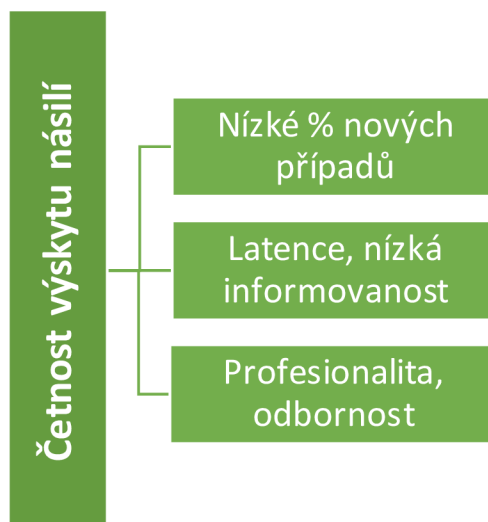 Četnost výskytu násilí
Nízké % nových
případů
Latence, nízká
informovanost
Profesionalita,
odbornost